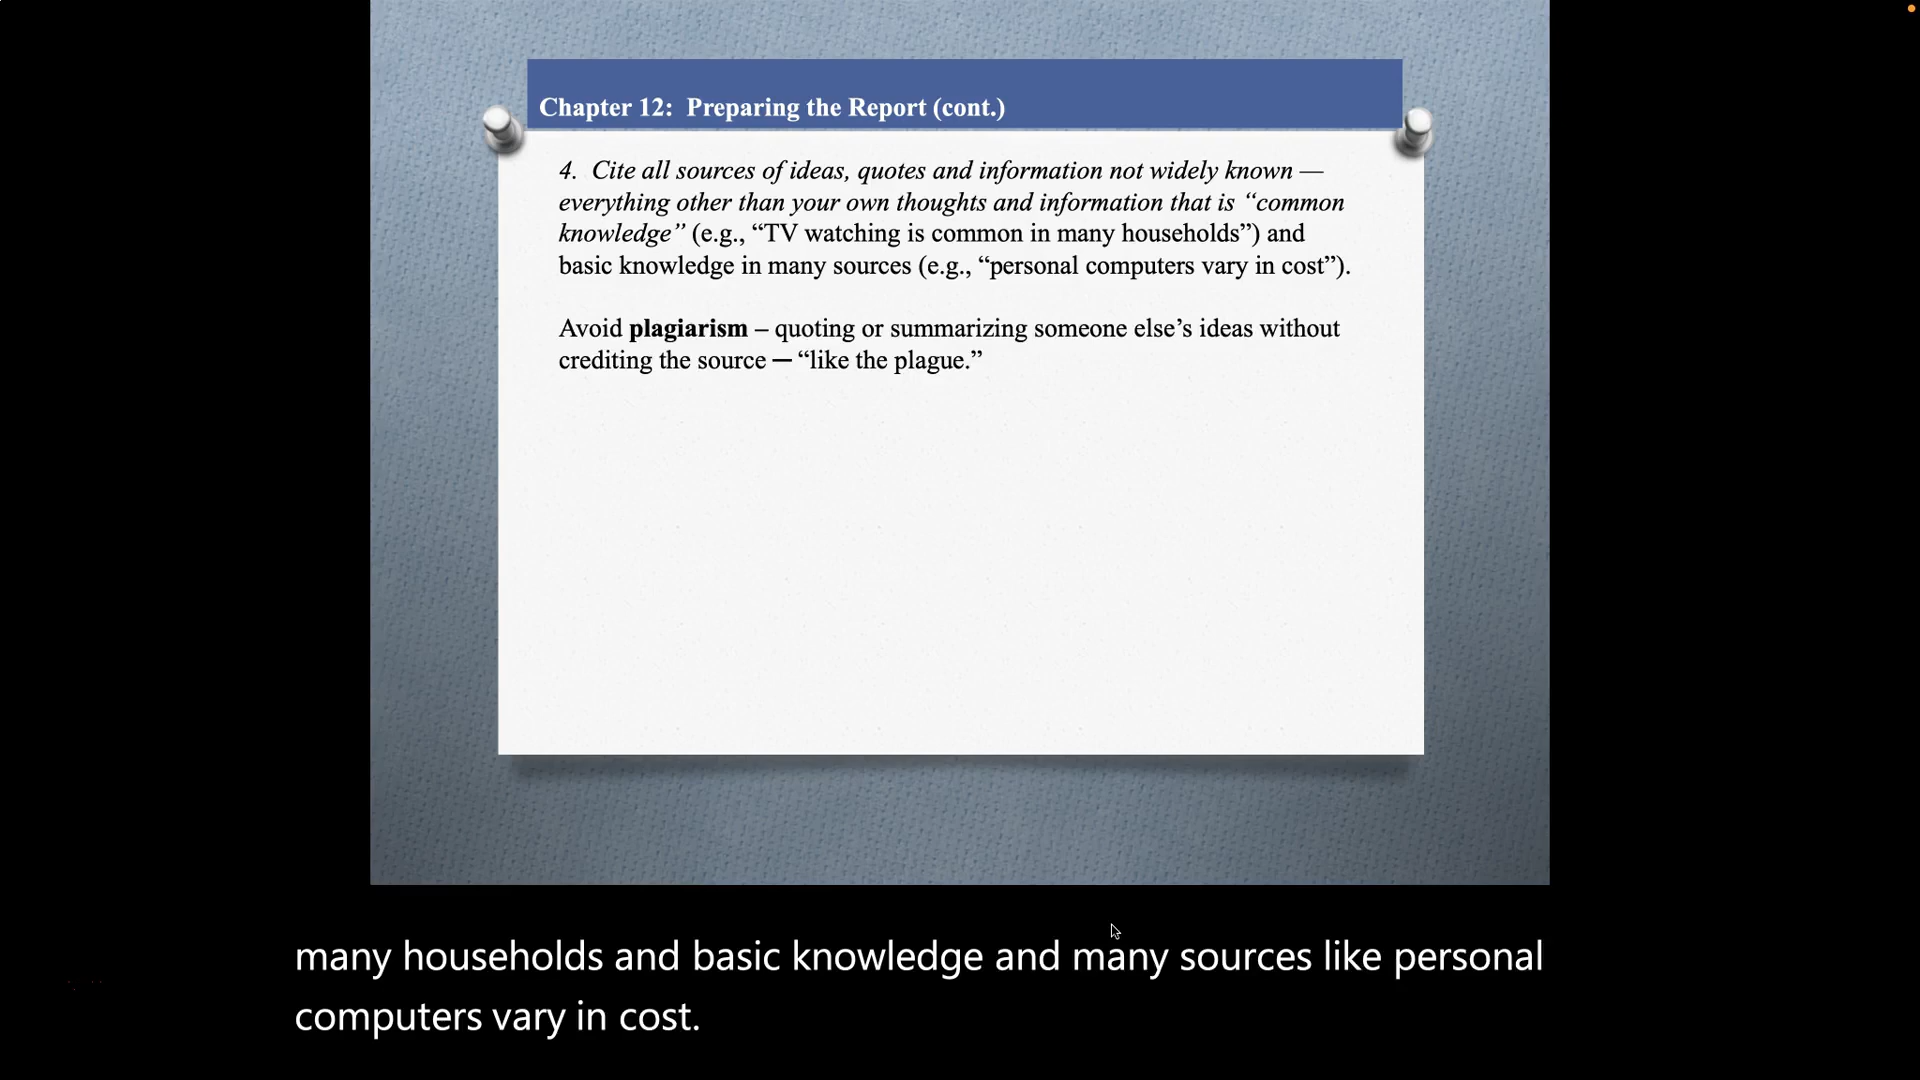 Chapter 12:  Preparing the Report (cont.)
4.  Cite all sources of ideas, quotes and information not widely known —
everything other than your own thoughts and information that is “common
knowledge” (e.g., “TV watching is common in many households”) and
basic knowledge in many sources (e.g., “personal computers vary in cost”).
Avoid plagiarism – quoting or summarizing someone else’s ideas without
crediting the source — “like the plague.”
many households and basic knowledge and many sources like personal
computers vary in cost.